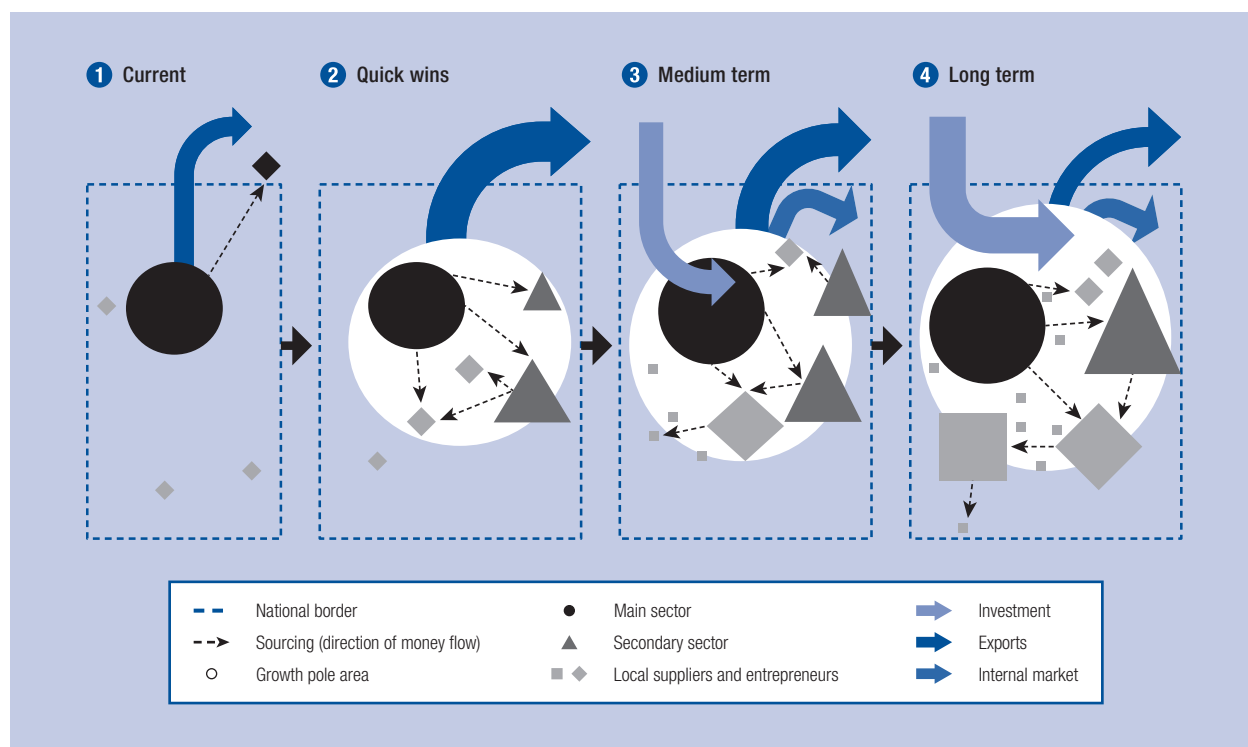 1 Current
2 Quick wins
3 Medium term
4 Long term
National border
Sourcing (direction of money flow)
Growth pole area
Main sector
Secondary sector
Local suppliers and entrepreneurs
Investment
Exports
Internal market